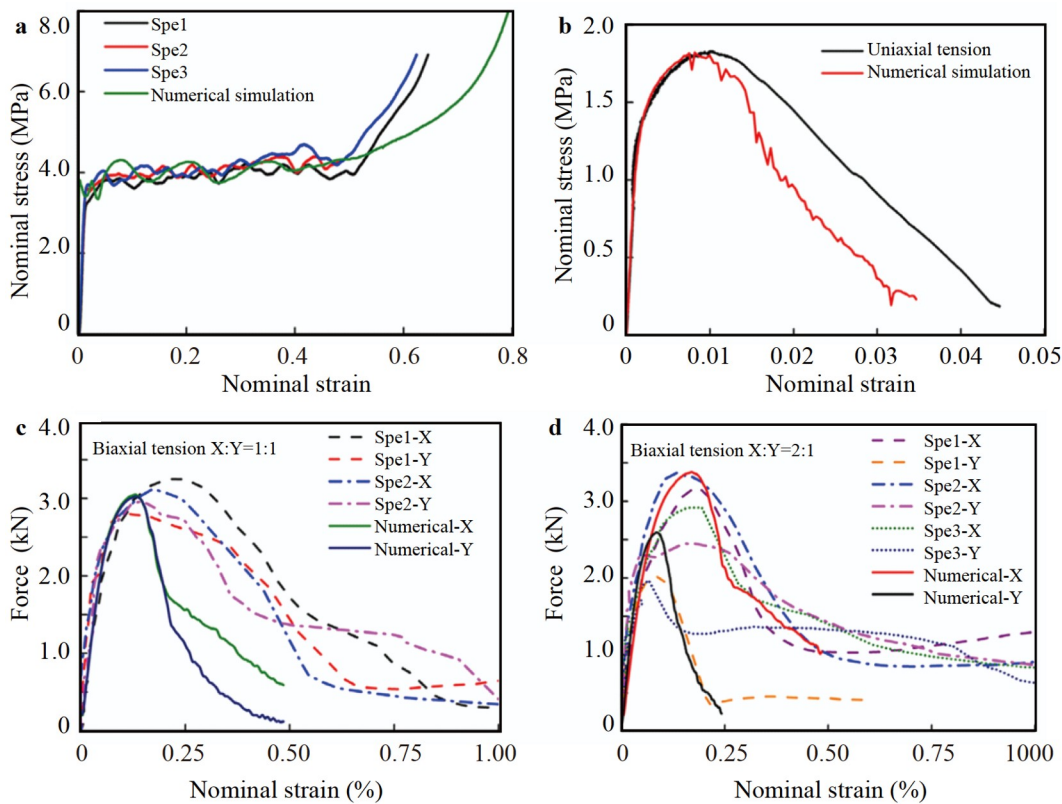 a
8.0
6.0
4.0
2.0
0
Nominal stress (MPa)
Spe1
Spe2
Spe3
Numerical simulation
0
0.2
0.4
0.6
0.8
Nominal strain
b
2.0
1.5
1.0
0.5
0
Nominal stress (MPa)
Uniaxial tension
Numerical simulation
0
0.01
0.02
0.03
0.04
0.05
Nominal strain
c
4.0
3.0
2.0
1.0
0
Force (kN)
Biaxial tension X:Y=1:1
Spe1-X
Spe1-Y
Spe2-X
Spe2-Y
Numerical-X
Numerical-Y
0
0.25
0.50
0.75
1.00
Nominal strain (%)
d
4.0
3.0
2.0
1.0
0
Force (kN)
Biaxial tension X:Y=2:1
Spe1-X
Spe1-Y
Spe2-X
Spe2-Y
Spe3-X
Spe3-Y
Numerical-X
Numerical-Y
0
0.25
0.50
0.75
1000
Nominal strain (%)